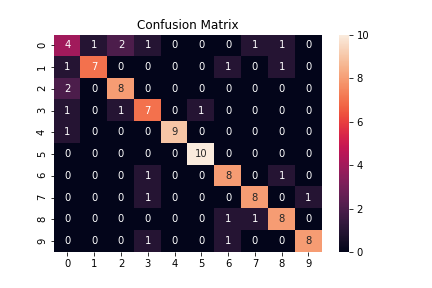 Confusion Matrix
0 4 1 2 1 0 0 0 1 1 0
1 1 7 0 0 0 0 1 0 1 0
2 2 0 8 0 0 0 0 0 0 0
3 1 0 1 7 0 1 0 0 0 0
4 1 0 0 0 9 0 0 0 0 0
5 0 0 0 0 0 10 0 0 0 0
6 0 0 0 1 0 0 8 0 1 0
7 0 0 0 1 0 0 0 8 0 1
8 0 0 0 0 0 0 1 1 8 0
9 0 0 0 1 0 0 1 0 0 8
0 1 2 3 4 5 6 7 8 9
10
8
6
4
2
0